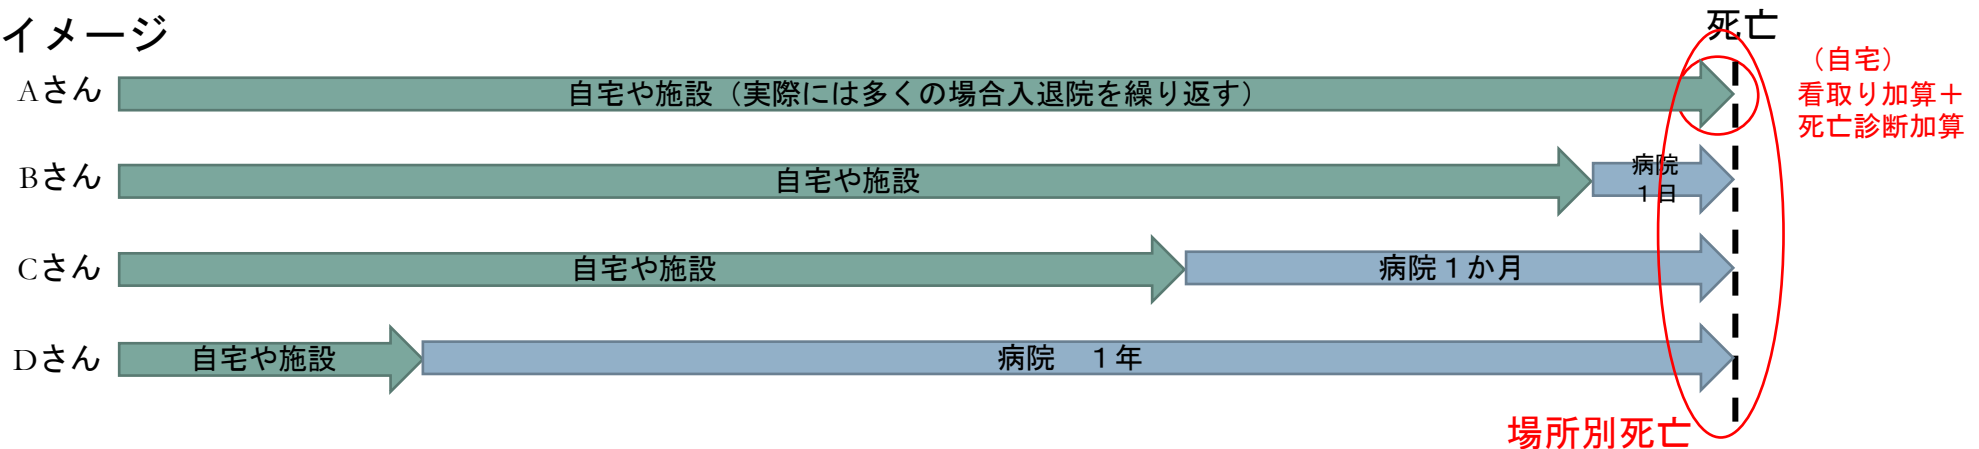 イメージ
死亡
（自宅）
看取り加算＋
死亡診断加算
Aさん
自宅や施設（実際には多くの場合入退院を繰り返す）
Bさん
自宅や施設
病院
１日
Cさん
自宅や施設
病院１か月
Dさん
自宅や施設
病院　１年
場所別死亡